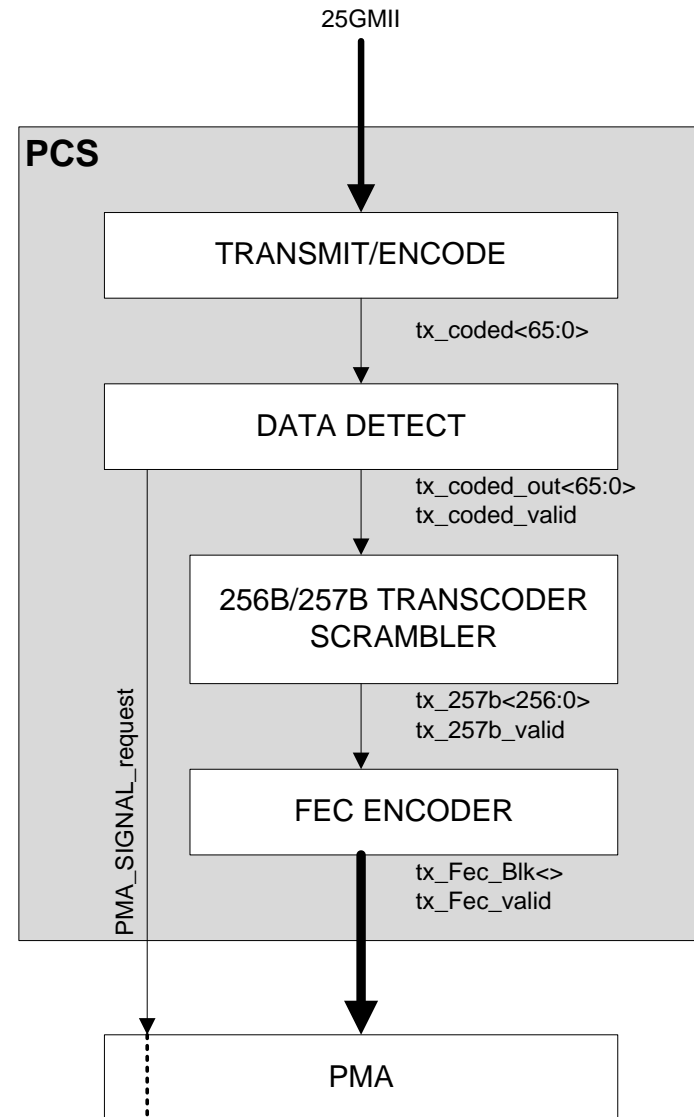 25GMII
PCS
TRANSMIT/ENCODE
tx_coded<65:0>
DATA DETECT
tx_coded_out<65:0>
tx_coded_valid
256B/257B TRANSCODER
SCRAMBLER
tx_257b<256:0>
tx_257b_valid
PMA_SIGNAL_request
FEC ENCODER
tx_Fec_Blk<>
tx_Fec_valid
PMA